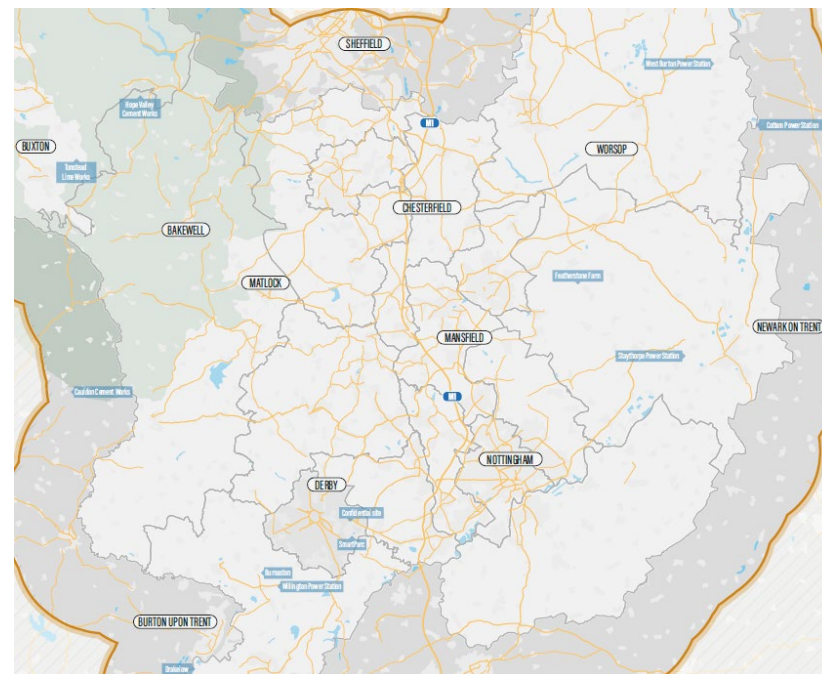 SHEFFIELD
West Burton Power Station
Hope Valley
Cement Works
M1
Cottam Power Station
BUXTON
WORSOP
Tunstead
Lime Works
CHESTERFIELD
BAKEWELL
Featherstone Farm
MATLOCK
NEWARK ON TRENT
MANSFIELD
Staythorpe Power Station
Cauldon Cement Works
M1
NOTTINGHAM
DERBY
Confidential site
SmartParc
Burnaston
Willington Power Station
BURTON UPON TRENT
Drakelow